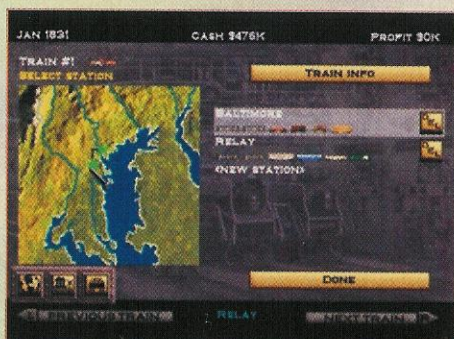 JAN 1831 CASH $476K PROFIT $0K
TRAIN #1
SELECT STATION
TRAIN INFO
BALTIMORE
RELAY
<NEW STATION>
DONE
PREVIOUS TRAIN RELAY NEXT TRAIN